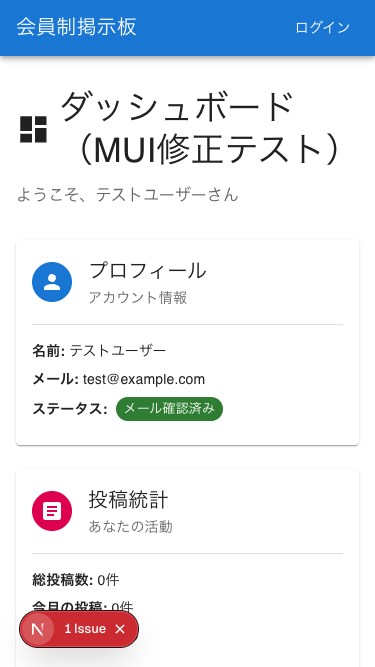 会員制掲示板
ログイン
ダッシュボード
（MUI修正テスト）
ようこそ、テストユーザーさん
プロフィール
アカウント情報
名前: テストユーザー
メール: test@example.com
ステータス: メール確認済み
投稿統計
あなたの活動
総投稿数: 0件
今月の投稿: 0件
N 1 Issue ×